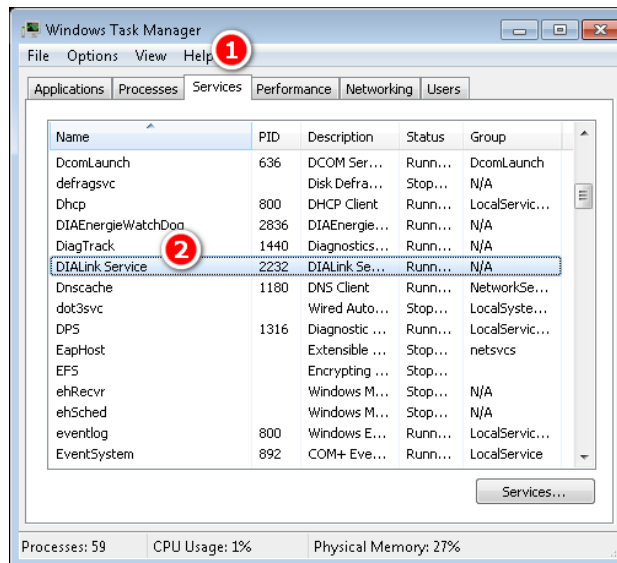 Windows Task Manager
File Options View Help 1
Applications Processes Services Performance Networking Users
Name PID Description Status Group
DcomLaunch 636 DCOM Ser... Runn... DcomLaunch
defragsvc Disk Defra... Stop... N/A
Dhcp 800 DHCP Client Runn... LocalServic...
DIAEnergieWatchDog 2836 DIAEnergie... Runn... N/A
DiagTrack 1440 Diagnostics... Runn... N/A
2
DIALink Service 2232 DIALink Se... Runn... N/A
Dnscache 1180 DNS Client Runn... NetworkSe...
dot3svc Wired Auto... Stop... LocalSyste...
DPS 1316 Diagnostic ... Runn... LocalServic...
EapHost Extensible ... Stop... netsvcs
EFS Encrypting ... Stop...
ehRecvr Windows M... Stop... N/A
ehSched Windows M... Stop... N/A
eventlog 800 Windows E... Runn... LocalServic...
EventSystem 892 COM+ Eve... Runn... LocalService
Services...
Processes: 59 CPU Usage: 1% Physical Memory: 27%